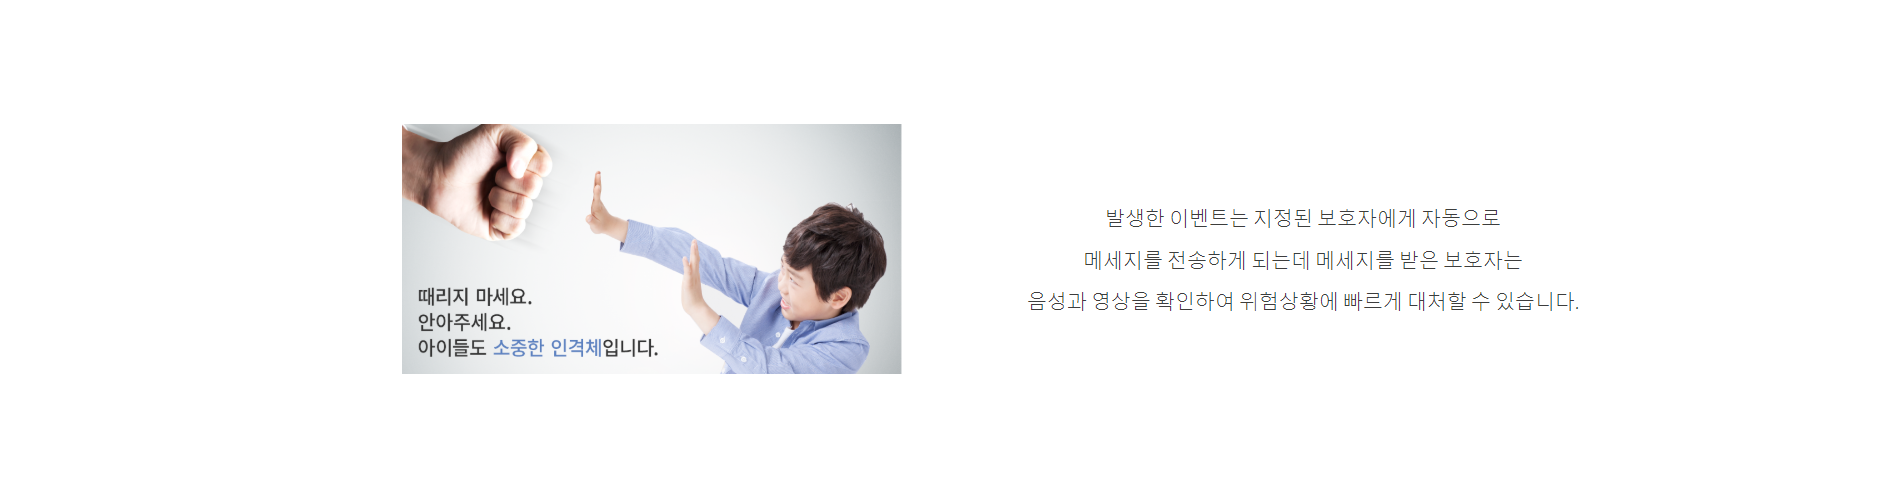 때리지 마세요.
안아주세요.
아이들도 소중한 인격체입니다.
발생한 이벤트는 지정된 보호자에게 자동으로
메세지를 전송하게 되는데 메세지를 받은 보호자는
음성과 영상을 확인하여 위험상황에 빠르게 대처할 수 있습니다.